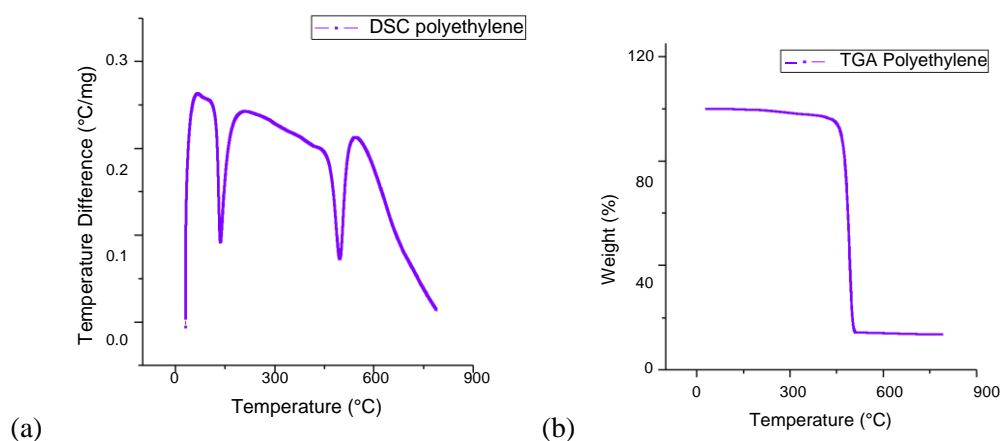 DSC polyethylene
0.3
0.2
0.1
0.0
Temperature Difference (°C/mg)
0
300
600
900
Temperature (°C)
(a)
TGA Polyethylene
120
80
40
0
Weight (%)
0
300
600
900
Temperature (°C)
(b)